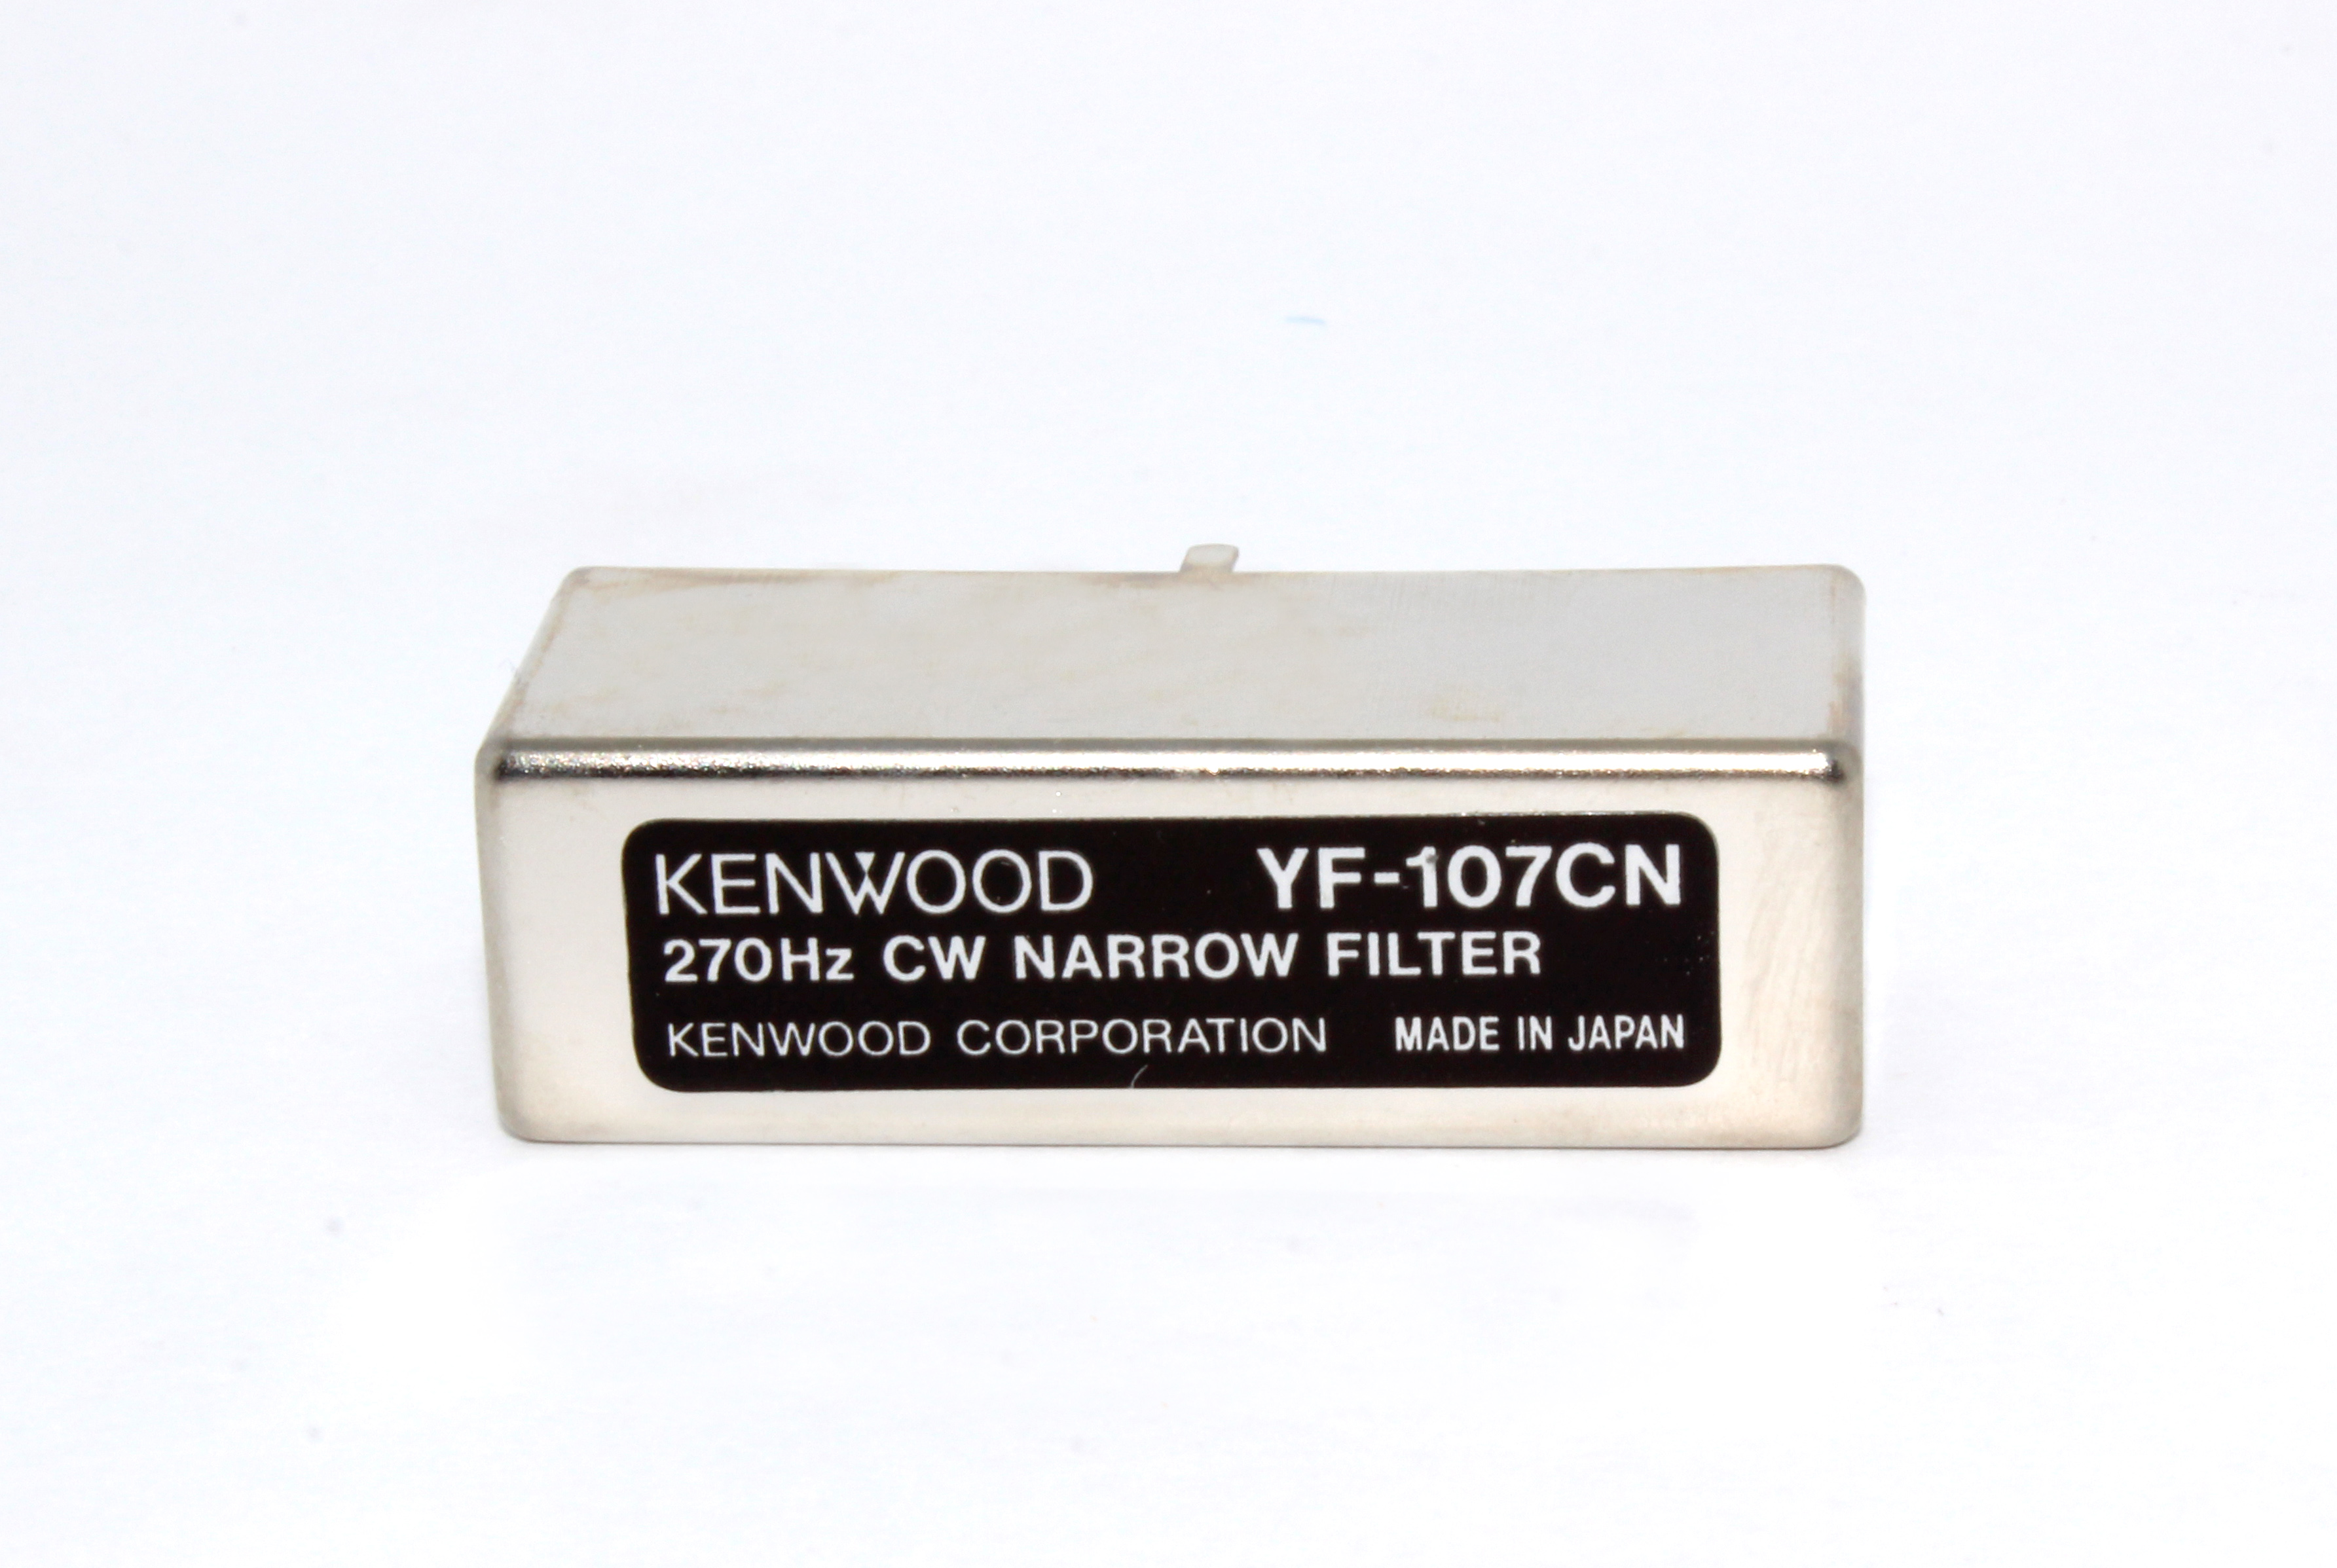 KENWOOD YF-107CN
270Hz CW NARROW FILTER
KENWOOD CORPORATION MADE IN JAPAN